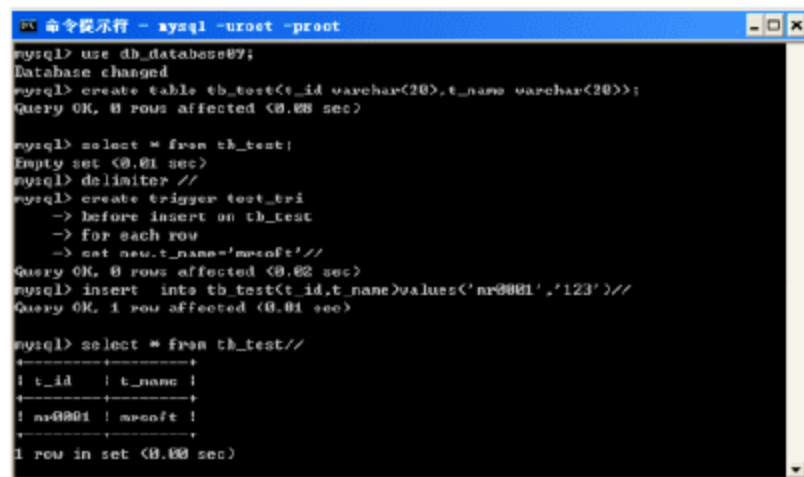 命令提示符 - mysql -uroot -proot
mysql> use db_database07;
Database changed
mysql> create table tb_test(t_id varchar(20),t_name varchar(20));
Query OK, 0 rows affected (0.08 sec)
mysql> select * from tb_test;
Empty set (0.01 sec)
mysql> delimiter //
mysql> create trigger test_tri
-> before insert on tb_test
-> for each row
-> set new.t_name='mrsoft'//
Query OK, 0 rows affected (0.02 sec)
mysql> insert  into tb_test(t_id,t_name)values('mr0001','123')//
Query OK, 1 row affected (0.01 sec)
mysql> select * from tb_test//
+--------+--------+
| t_id   | t_name |
+--------+--------+
| mr0001 | mrsoft |
+--------+--------+
1 row in set (0.00 sec)